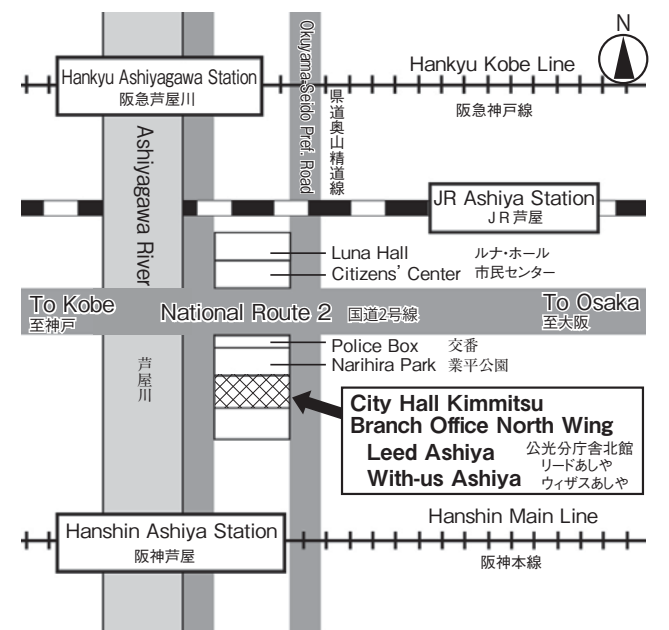 N
Hankyu Ashiyagawa Station
阪急芦屋川
Hankyu Kobe Line
阪急神戸線
Okuyama-Seido Pref. Road
県道奥山精道線
Ashiyagawa River
芦屋川
JR Ashiya Station
JR芦屋
Luna Hall ルナ・ホール
Citizens' Center 市民センター
To Kobe
至神戸
National Route 2 国道2号線
To Osaka
至大阪
Police Box 交番
Narihira Park 業平公園
City Hall Kimmitsu
Branch Office North Wing
公光分庁舎北館
Leed Ashiya リードあしや
With-us Ashiya ウィザスあしや
Hanshin Ashiya Station
阪神芦屋
Hanshin Main Line
阪神本線